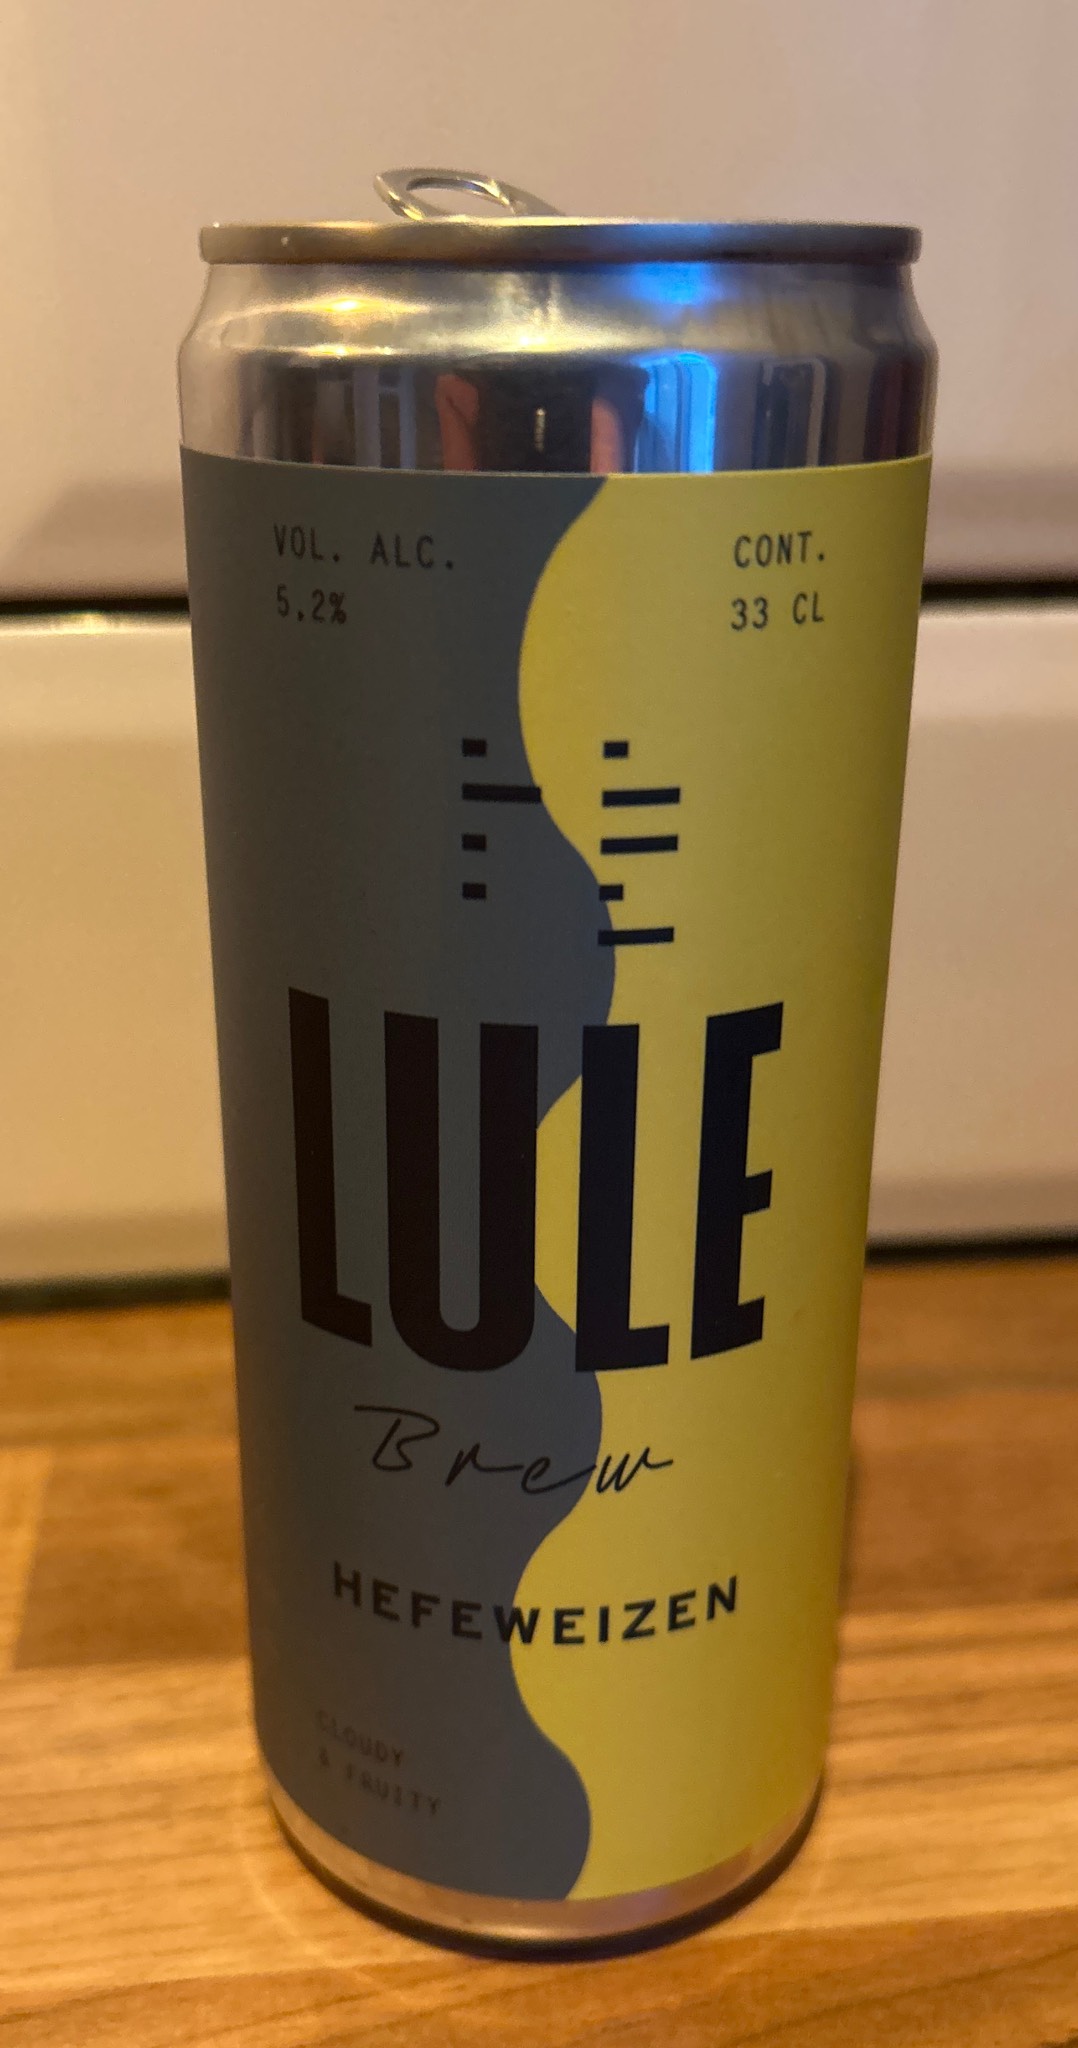 VOL. ALC.
5.2%
CONT.
33 CL
LULE
Brew
HEFEWEIZEN
CLOUDY
& FRUITY